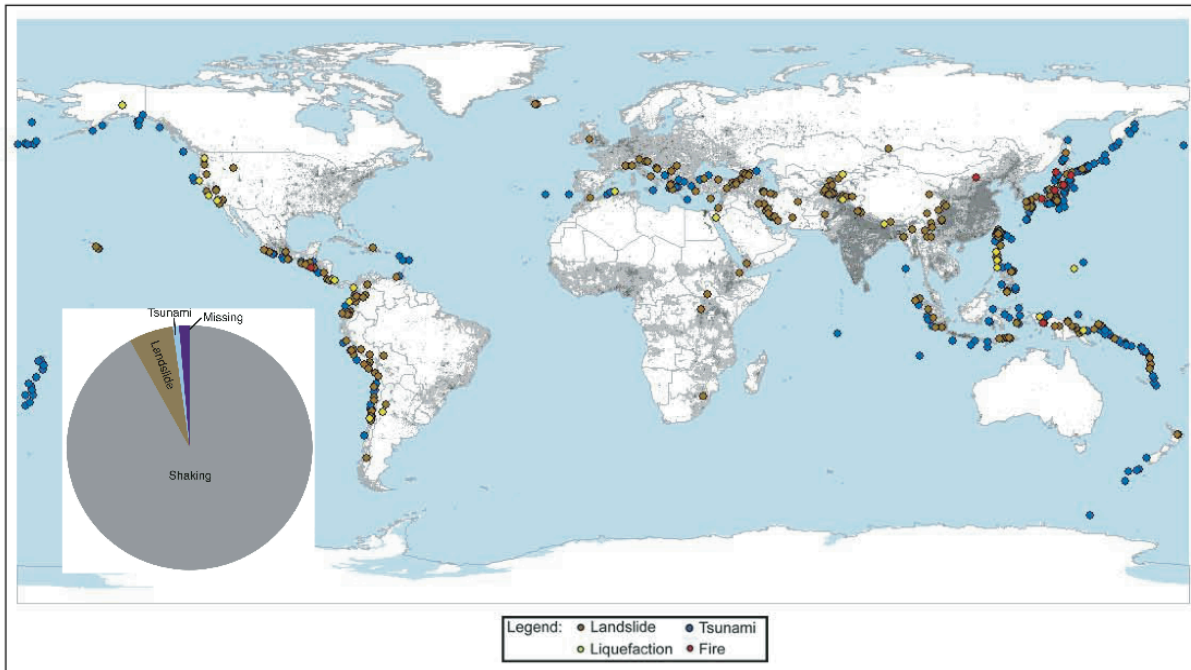 Tsunami
Missing
Landslide
Shaking
Legend: Landslide Tsunami
Liquefaction Fire